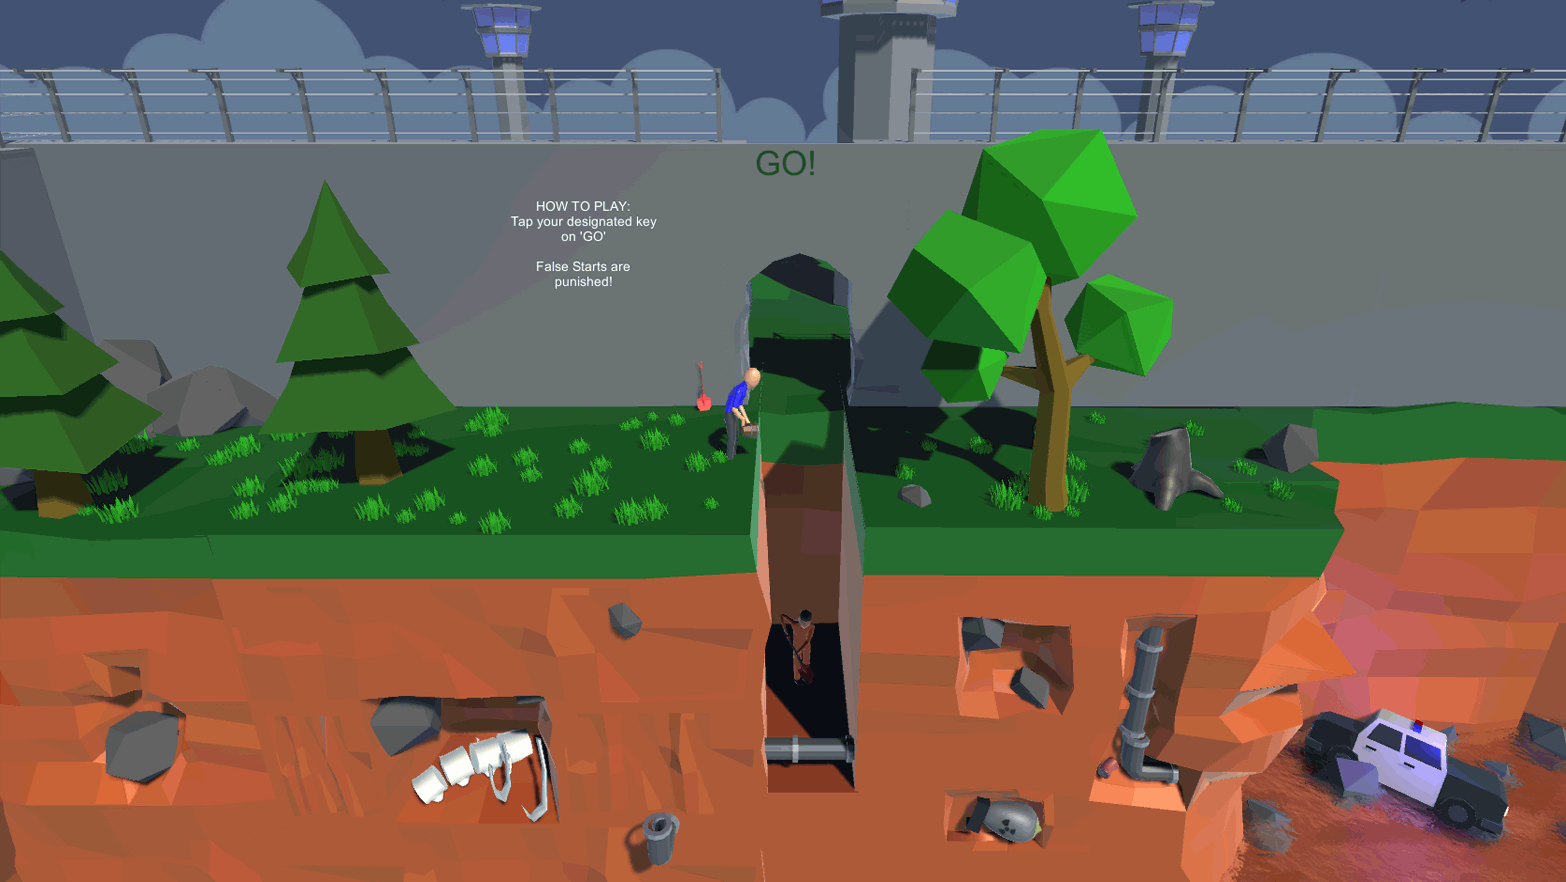 GO!
HOW TO PLAY:
Tap your designated key
on 'GO'
False Starts are
punished!